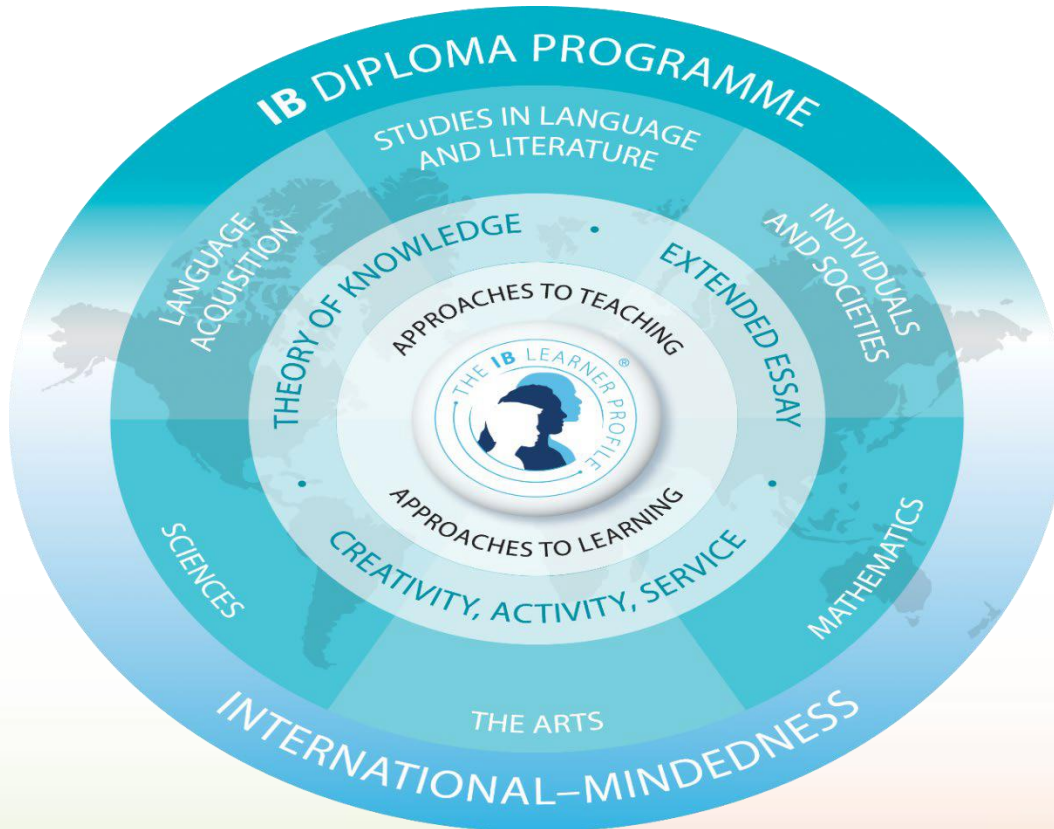 IB DIPLOMA PROGRAMME
STUDIES IN LANGUAGE
AND LITERATURE
LANGUAGE
ACQUISITION
INDIVIDUALS
AND SOCIETIES
THEORY OF KNOWLEDGE
•
EXTENDED ESSAY
APPROACHES TO TEACHING
• THE IB LEARNER PROFILE •
®
APPROACHES TO LEARNING
•
CREATIVITY, ACTIVITY, SERVICE
•
SCIENCES
MATHEMATICS
THE ARTS
INTERNATIONAL–MINDEDNESS